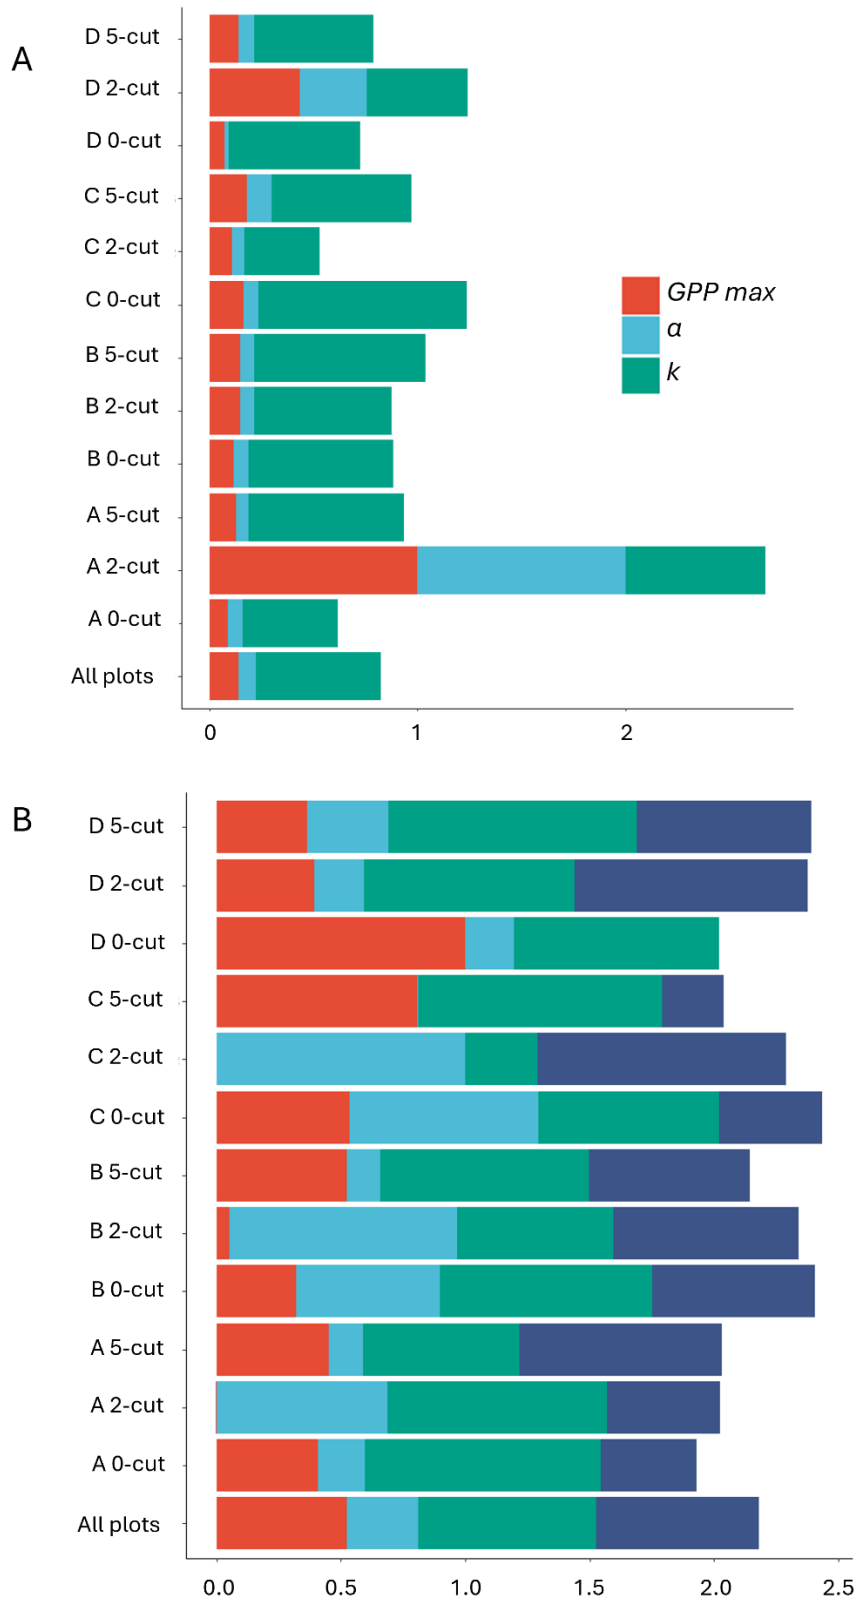 A
D 5-cut
D 2-cut
D 0-cut
C 5-cut
C 2-cut
C 0-cut
B 5-cut
B 2-cut
B 0-cut
A 5-cut
A 2-cut
A 0-cut
All plots
GPP max
α
k
0 1 2
B
D 5-cut
D 2-cut
D 0-cut
C 5-cut
C 2-cut
C 0-cut
B 5-cut
B 2-cut
B 0-cut
A 5-cut
A 2-cut
A 0-cut
All plots
0.0 0.5 1.0 1.5 2.0 2.5